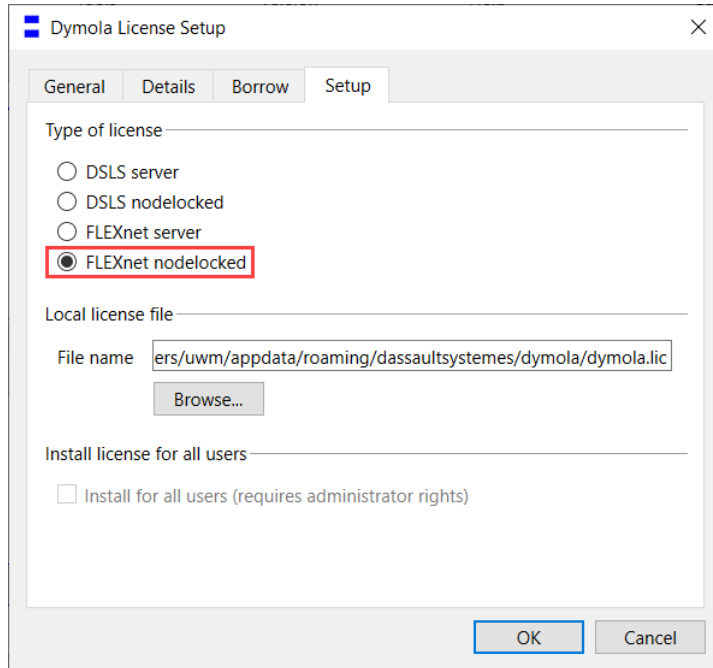 Dymola License Setup
General Details Borrow Setup
Type of license
DSLS server
DSLS nodelocked
FLEXnet server
FLEXnet nodelocked
Local license file
File name ers/uwm/appdata/roaming/dassaultsystemes/dymola/dymola.lic
Browse...
Install license for all users
Install for all users (requires administrator rights)
OK Cancel